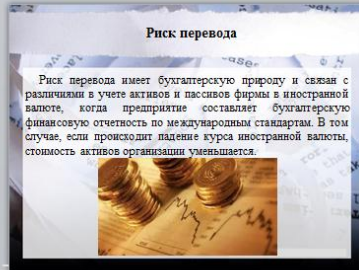 Риск перевода
Риск перевода имеет бухгалтерскую природу и связан с
различиями в учете активов и пассивов фирмы в иностранной
валюте, когда предприятие составляет бухгалтерскую
финансовую отчетность по международным стандартам. В том
случае, если происходит падение курса иностранной валюты,
стоимость активов организации уменьшается.